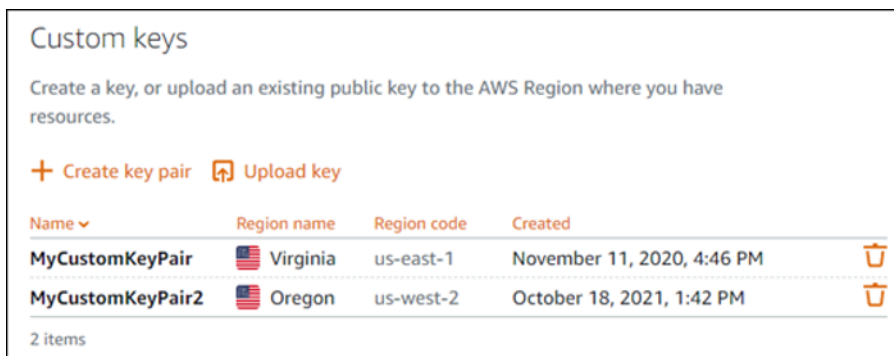 Custom keys
Create a key, or upload an existing public key to the AWS Region where you have
resources.
Create key pair Upload key
Name Region name Region code Created
MyCustomKeyPair Virginia us-east-1 November 11, 2020, 4:46 PM
MyCustomKeyPair2 Oregon us-west-2 October 18, 2021, 1:42 PM
2 items